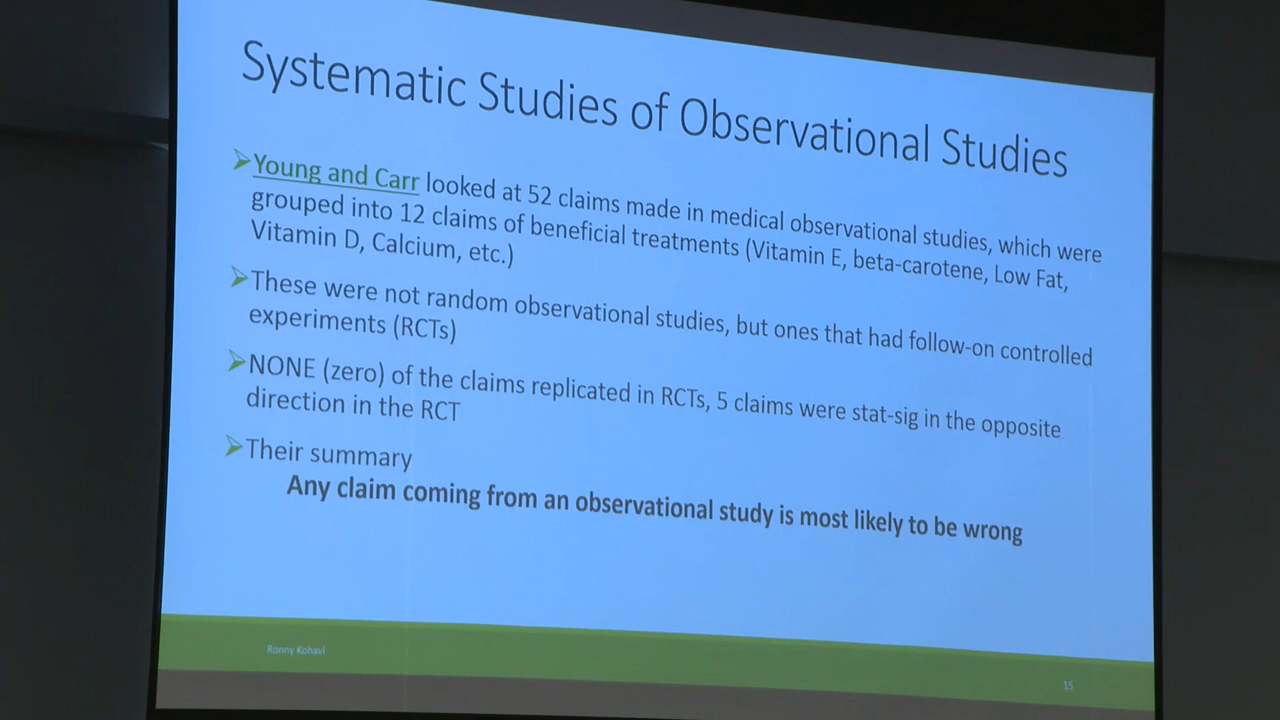 Systematic Studies of Observational Studies
➢Young and Carr looked at 52 claims made in medical observational studies, which were
grouped into 12 claims of beneficial treatments (Vitamin E, beta-carotene, Low Fat,
Vitamin D, Calcium, etc.)
➢These were not random observational studies, but ones that had follow-on controlled
experiments (RCTs)
➢NONE (zero) of the claims replicated in RCTs, 5 claims were stat-sig in the opposite
direction in the RCT
➢Their summary
Any claim coming from an observational study is most likely to be wrong
Ronny Kohavi
15